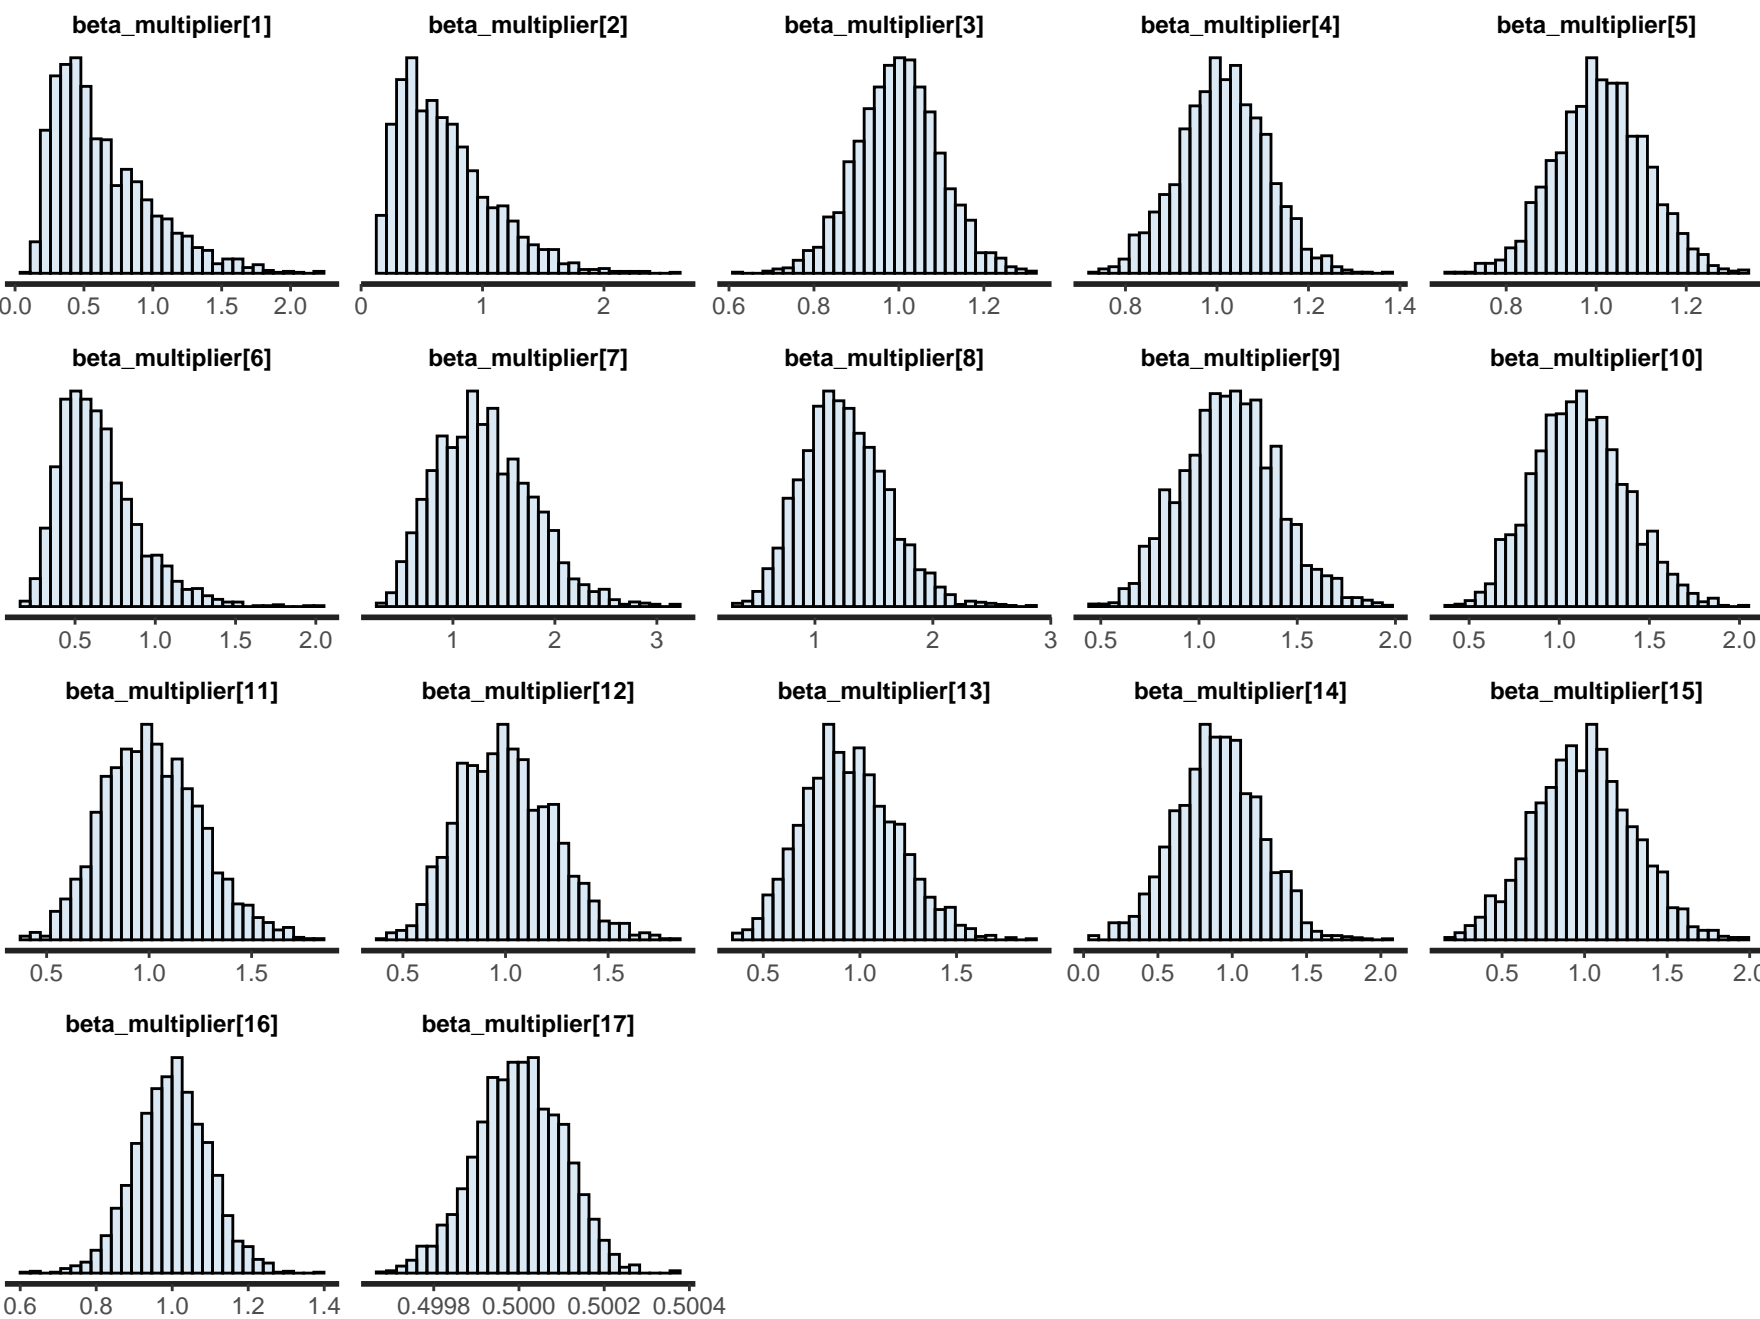 beta_multiplier[1] beta_multiplier[2] beta_multiplier[3] beta_multiplier[4] beta_multiplier[5]
0.0 0.5 1.0 1.5 2.0 0 1 2 0.6 0.8 1.0 1.2 0.8 1.0 1.2 1.4 0.8 1.0 1.2
beta_multiplier[6] beta_multiplier[7] beta_multiplier[8] beta_multiplier[9] beta_multiplier[10]
0.5 1.0 1.5 2.0 1 2 3 1 2 3 0.5 1.0 1.5 2.0 0.5 1.0 1.5 2.0
beta_multiplier[11] beta_multiplier[12] beta_multiplier[13] beta_multiplier[14] beta_multiplier[15]
0.5 1.0 1.5 0.5 1.0 1.5 0.5 1.0 1.5 0.0 0.5 1.0 1.5 2.0 0.5 1.0 1.5 2.0
beta_multiplier[16] beta_multiplier[17]
0.6 0.8 1.0 1.2 1.4 0.4998 0.5000 0.5002 0.5004